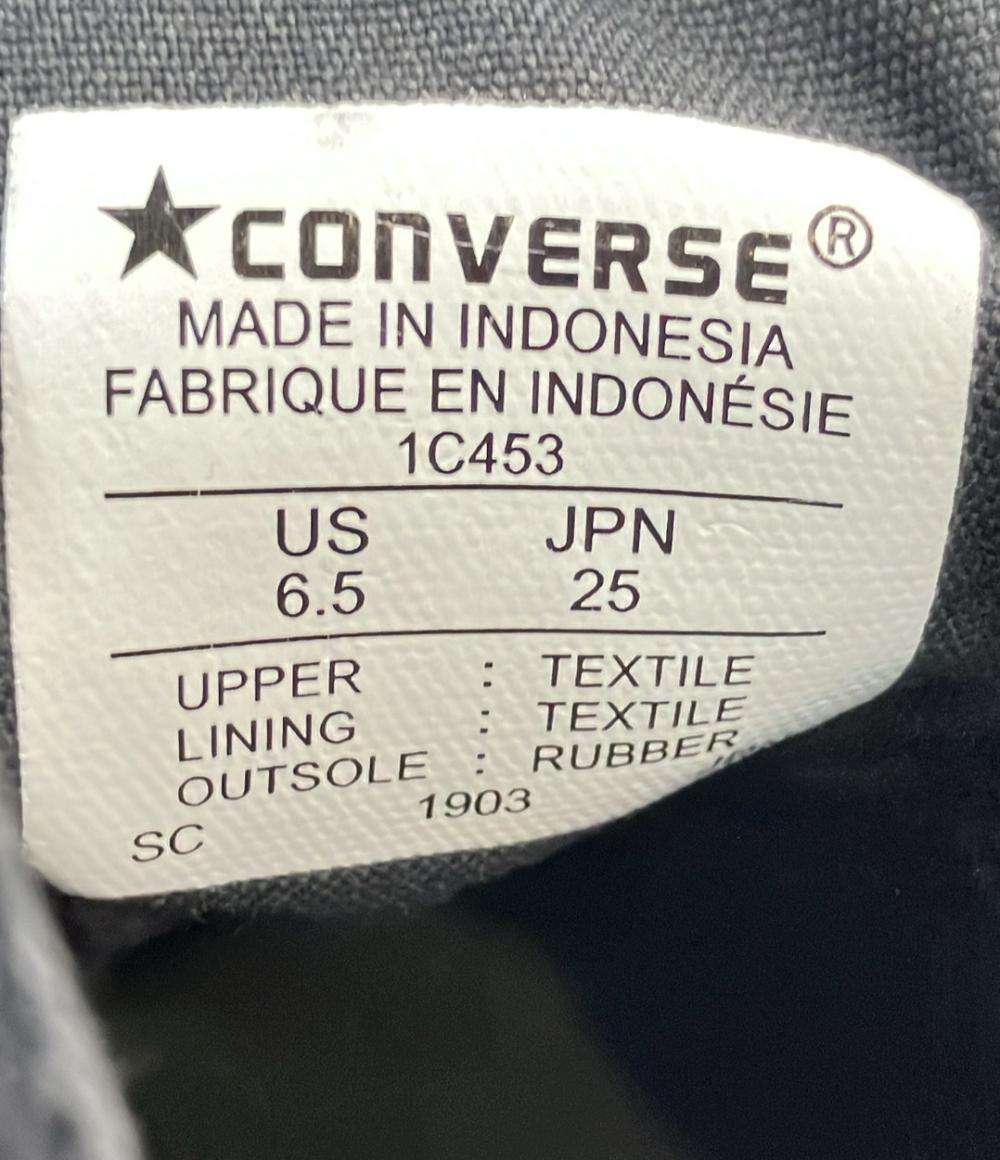 CONVERSE®
MADE IN INDONESIA
FABRIQUE EN INDONÉSIE
1C453
US JPN
6.5 25
UPPER : TEXTILE
LINING : TEXTILE
OUTSOLE : RUBBER
1903
SC